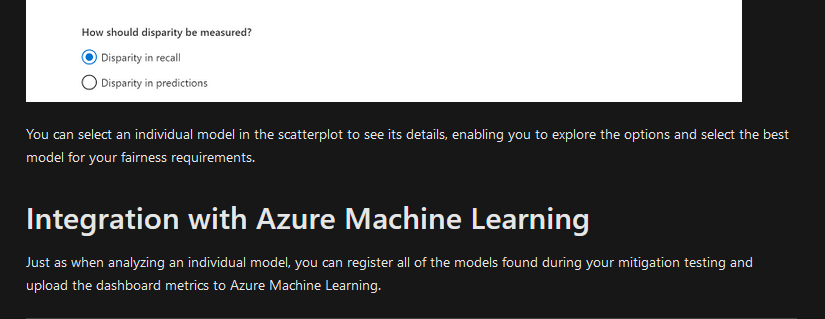 How should disparity be measured?
Disparity in recall
Disparity in predictions
You can select an individual model in the scatterplot to see its details, enabling you to explore the options and select the best
model for your fairness requirements.
Integration with Azure Machine Learning
Just as when analyzing an individual model, you can register all of the models found during your mitigation testing and
upload the dashboard metrics to Azure Machine Learning.